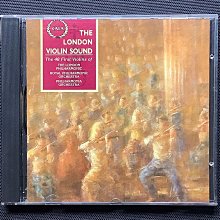 THE
LONDON
VIOLIN SOUND
The 48 First Violins of
THE LONDON
PHILHARMONIC
ROYAL PHILHARMONIC
ORCHESTRA
PHILHARMONIA
ORCHESTRA